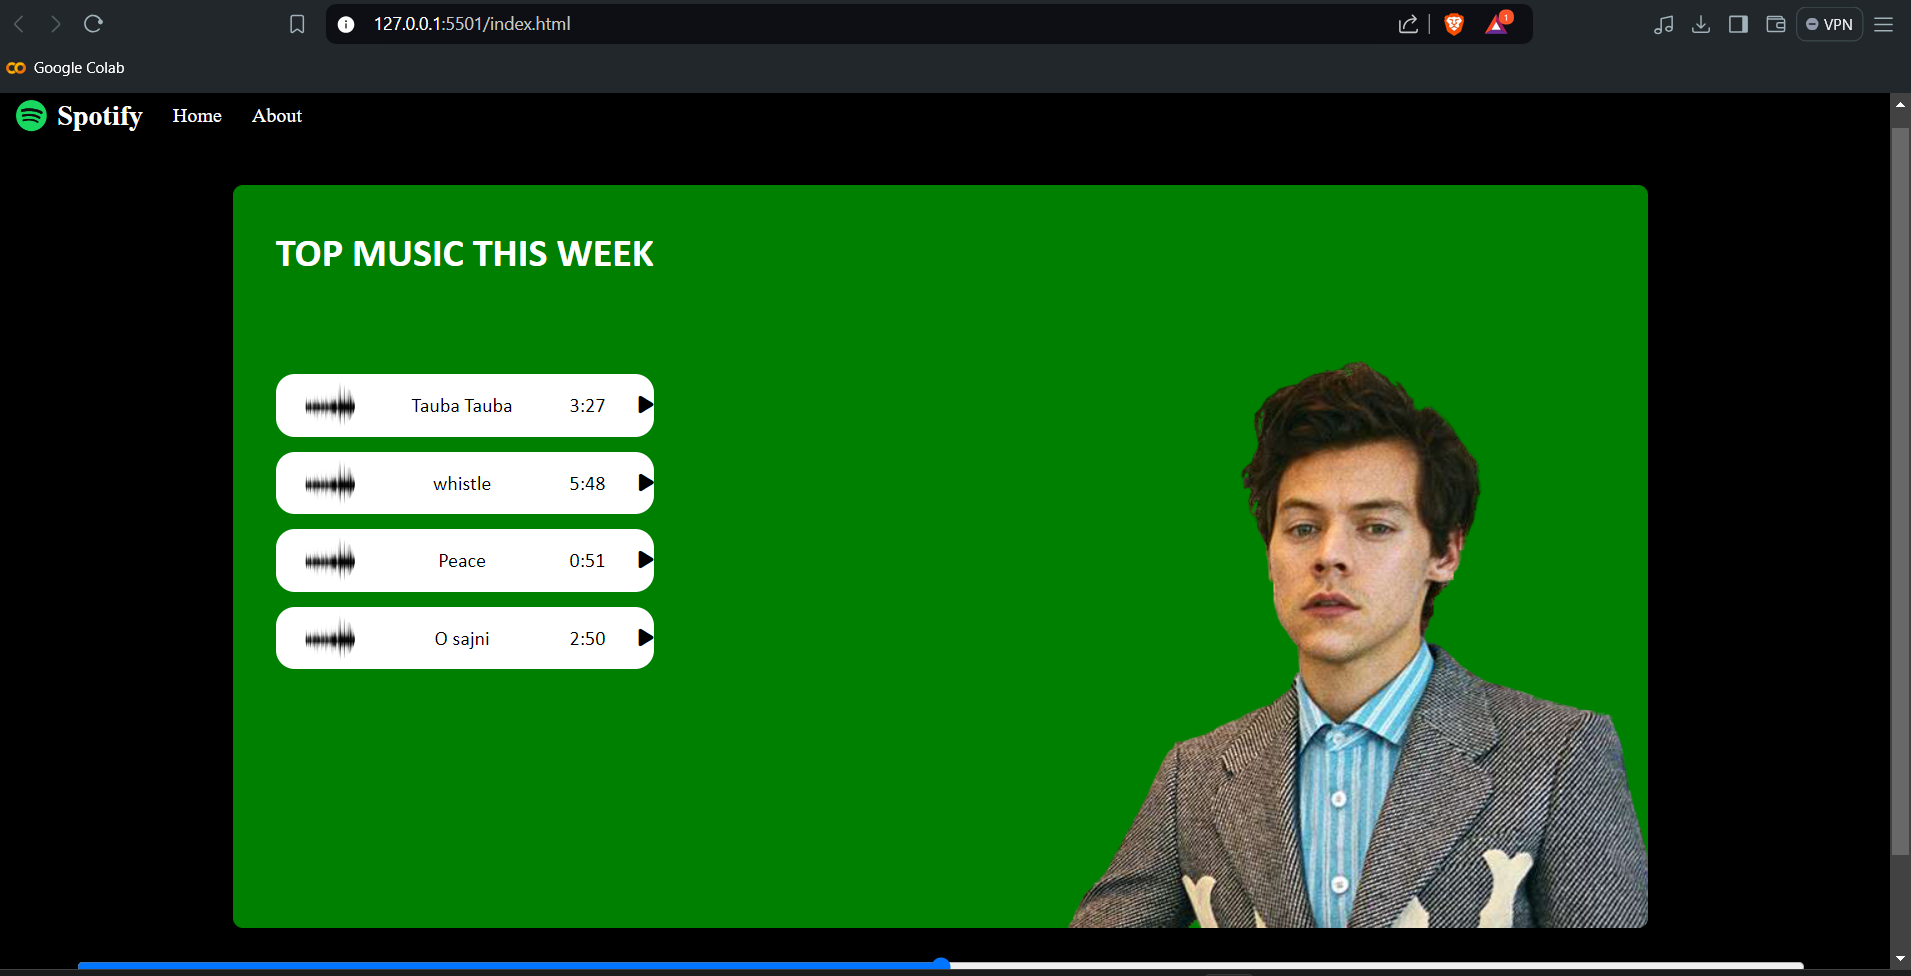 127.0.0.1:5501/index.html
1
VPN
Google Colab
Spotify Home About
TOP MUSIC THIS WEEK
Tauba Tauba 3:27
whistle 5:48
Peace 0:51
O sajni 2:50